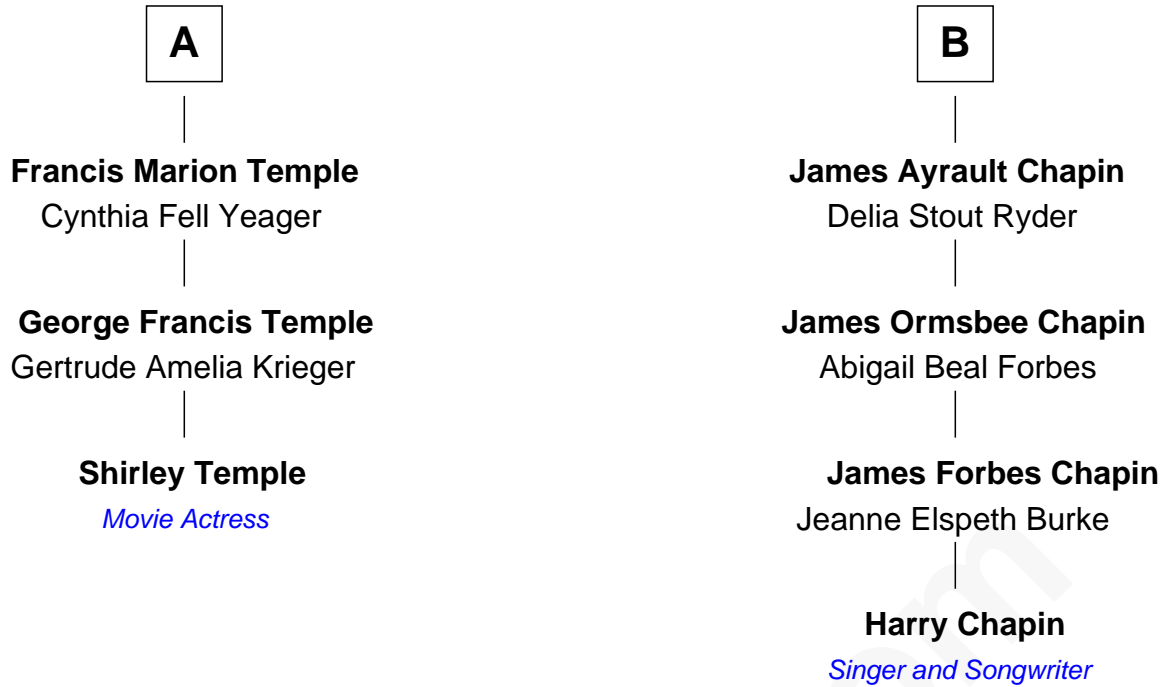 A
B
Francis Marion Temple
Cynthia Fell Yeager
James Ayrault Chapin
Delia Stout Ryder
George Francis Temple
Gertrude Amelia Krieger
James Ormsbee Chapin
Abigail Beal Forbes
Shirley Temple
Movie Actress
James Forbes Chapin
Jeanne Elspeth Burke
Harry Chapin
Singer and Songwriter